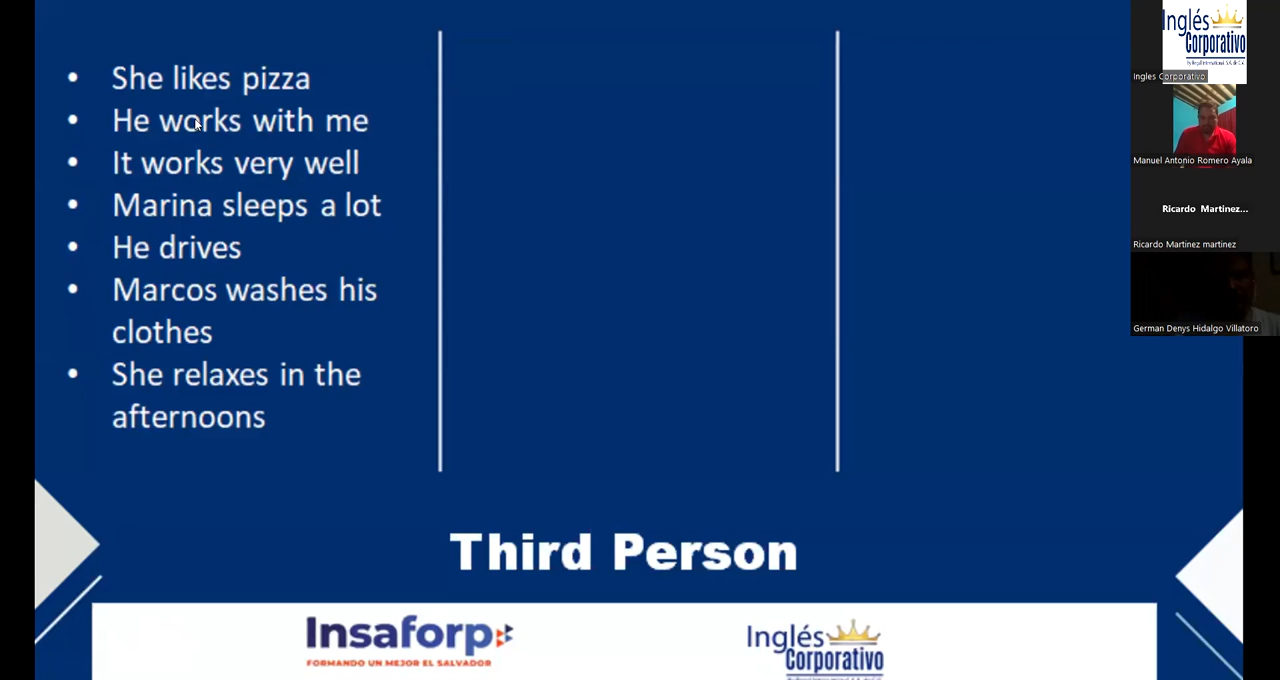 She likes pizza
He works with me
It works very well
Marina sleeps a lot
He drives
Marcos washes his
clothes
She relaxes in the
afternoons
Third Person
Insaforp
FORMANDO UN MEJOR EL SALVADOR
Inglés
Corporativo
Inglés
Corporativo
Ingles Corporativo
Manuel Antonio Romero Ayala
Ricardo Martinez...
Ricardo Martinez martinez
German Denys Hidalgo Villatoro